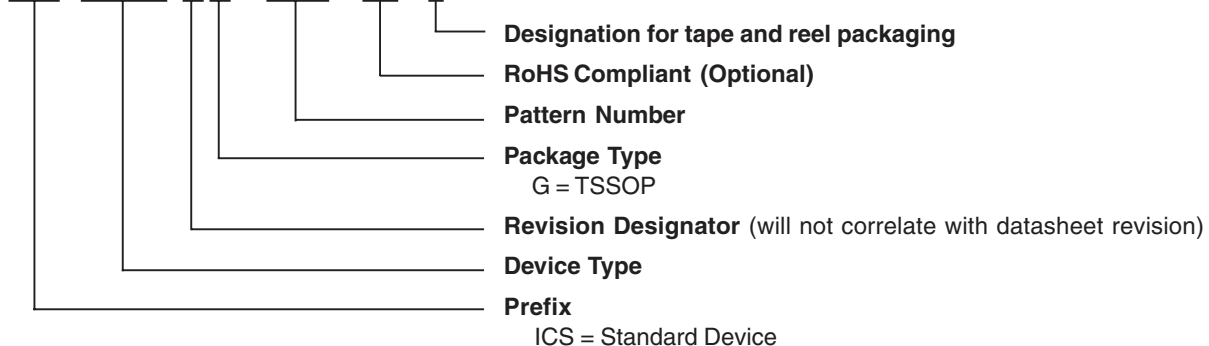 Designation for tape and reel packaging
RoHS Compliant (Optional)
Pattern Number
Package Type
G = TSSOP
Revision Designator (will not correlate with datasheet revision)
Device Type
Prefix
ICS = Standard Device